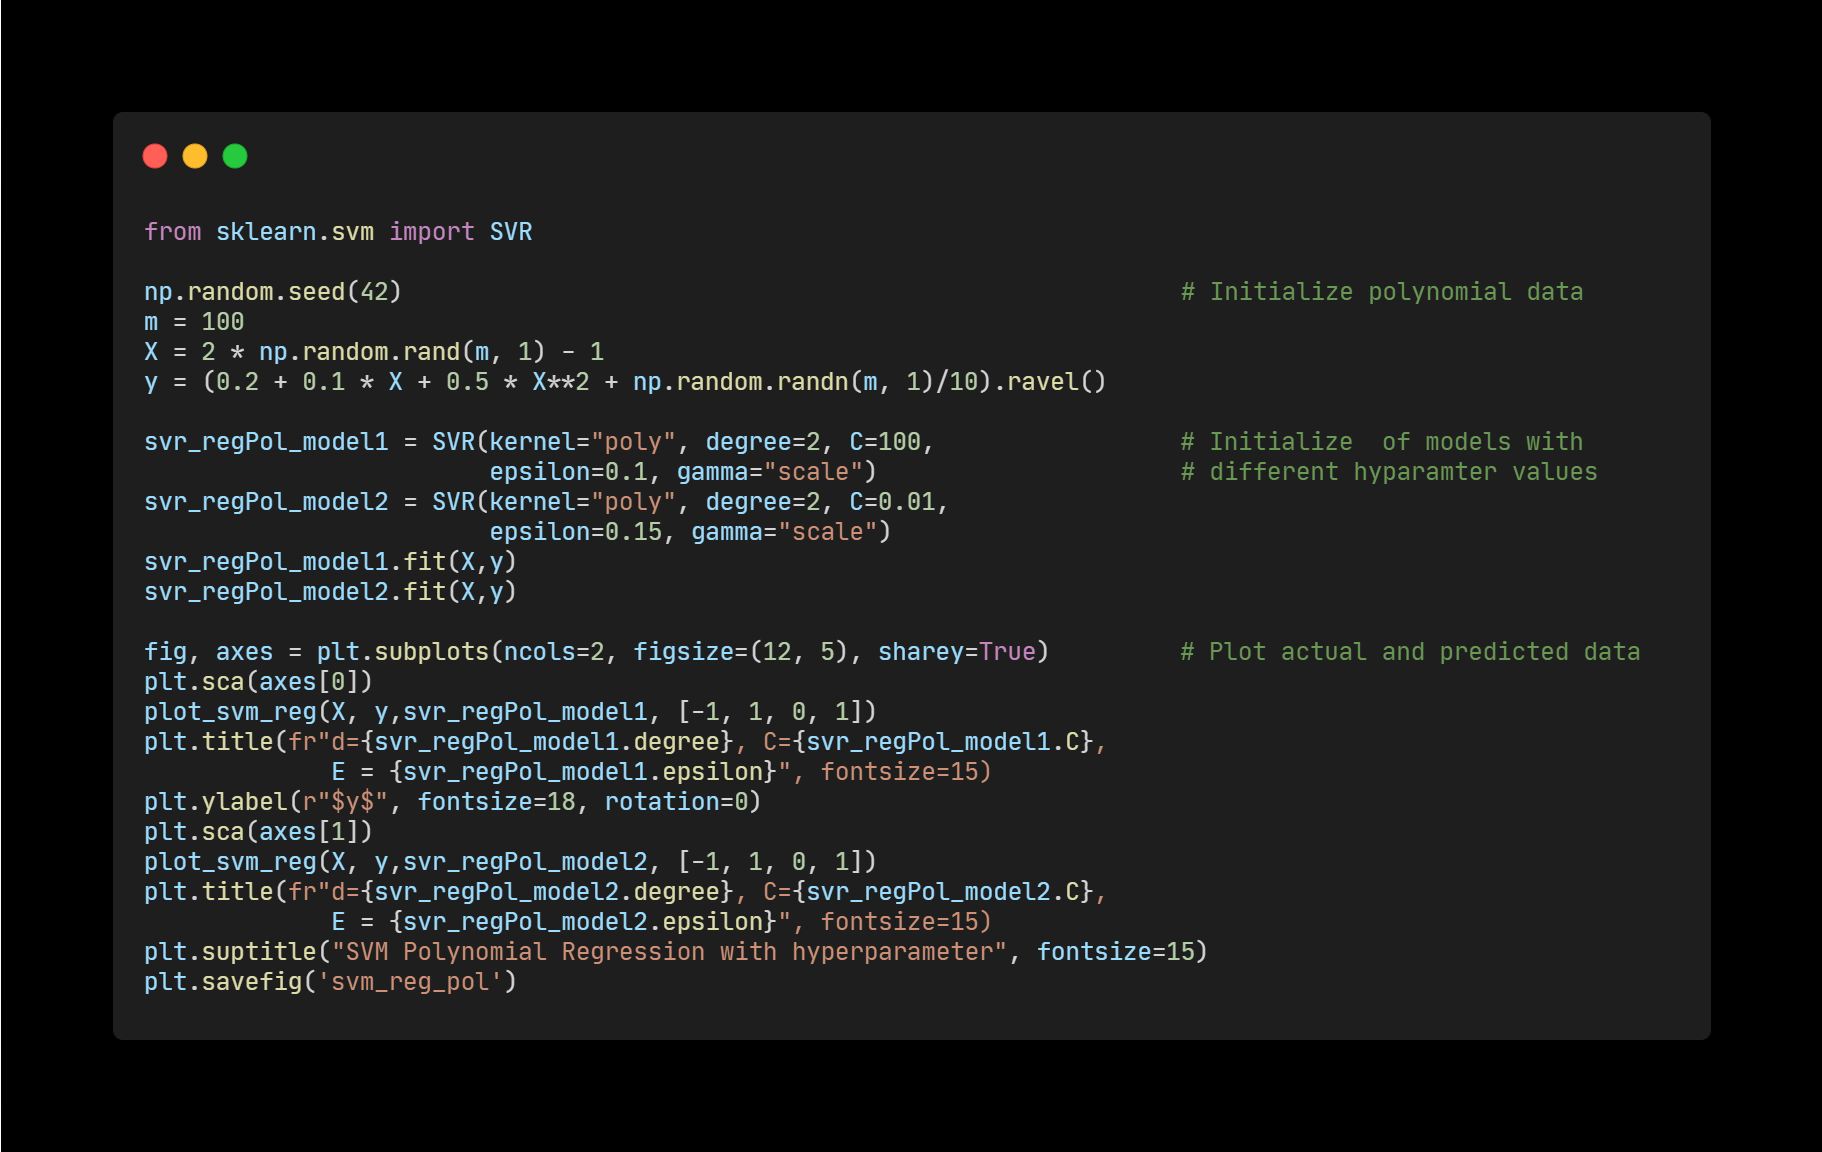 from sklearn.svm import SVR
np.random.seed(42) # Initialize polynomial data
m = 100
X = 2 * np.random.rand(m, 1) - 1
y = (0.2 + 0.1 * X + 0.5 * X**2 + np.random.randn(m, 1)/10).ravel()
svr_regPol_model1 = SVR(kernel="poly", degree=2, C=100, # Initialize  of models with
epsilon=0.1, gamma="scale") # different hyparamter values
svr_regPol_model2 = SVR(kernel="poly", degree=2, C=0.01,
epsilon=0.15, gamma="scale")
svr_regPol_model1.fit(X,y)
svr_regPol_model2.fit(X,y)
fig, axes = plt.subplots(ncols=2, figsize=(12, 5), sharey=True) # Plot actual and predicted data
plt.sca(axes[0])
plot_svm_reg(X, y,svr_regPol_model1, [-1, 1, 0, 1])
plt.title(fr"d={svr_regPol_model1.degree}, C={svr_regPol_model1.C},
E = {svr_regPol_model1.epsilon}", fontsize=15)
plt.ylabel(r"$y$", fontsize=18, rotation=0)
plt.sca(axes[1])
plot_svm_reg(X, y,svr_regPol_model2, [-1, 1, 0, 1])
plt.title(fr"d={svr_regPol_model2.degree}, C={svr_regPol_model2.C},
E = {svr_regPol_model2.epsilon}", fontsize=15)
plt.suptitle("SVM Polynomial Regression with hyperparameter", fontsize=15)
plt.savefig('svm_reg_pol')